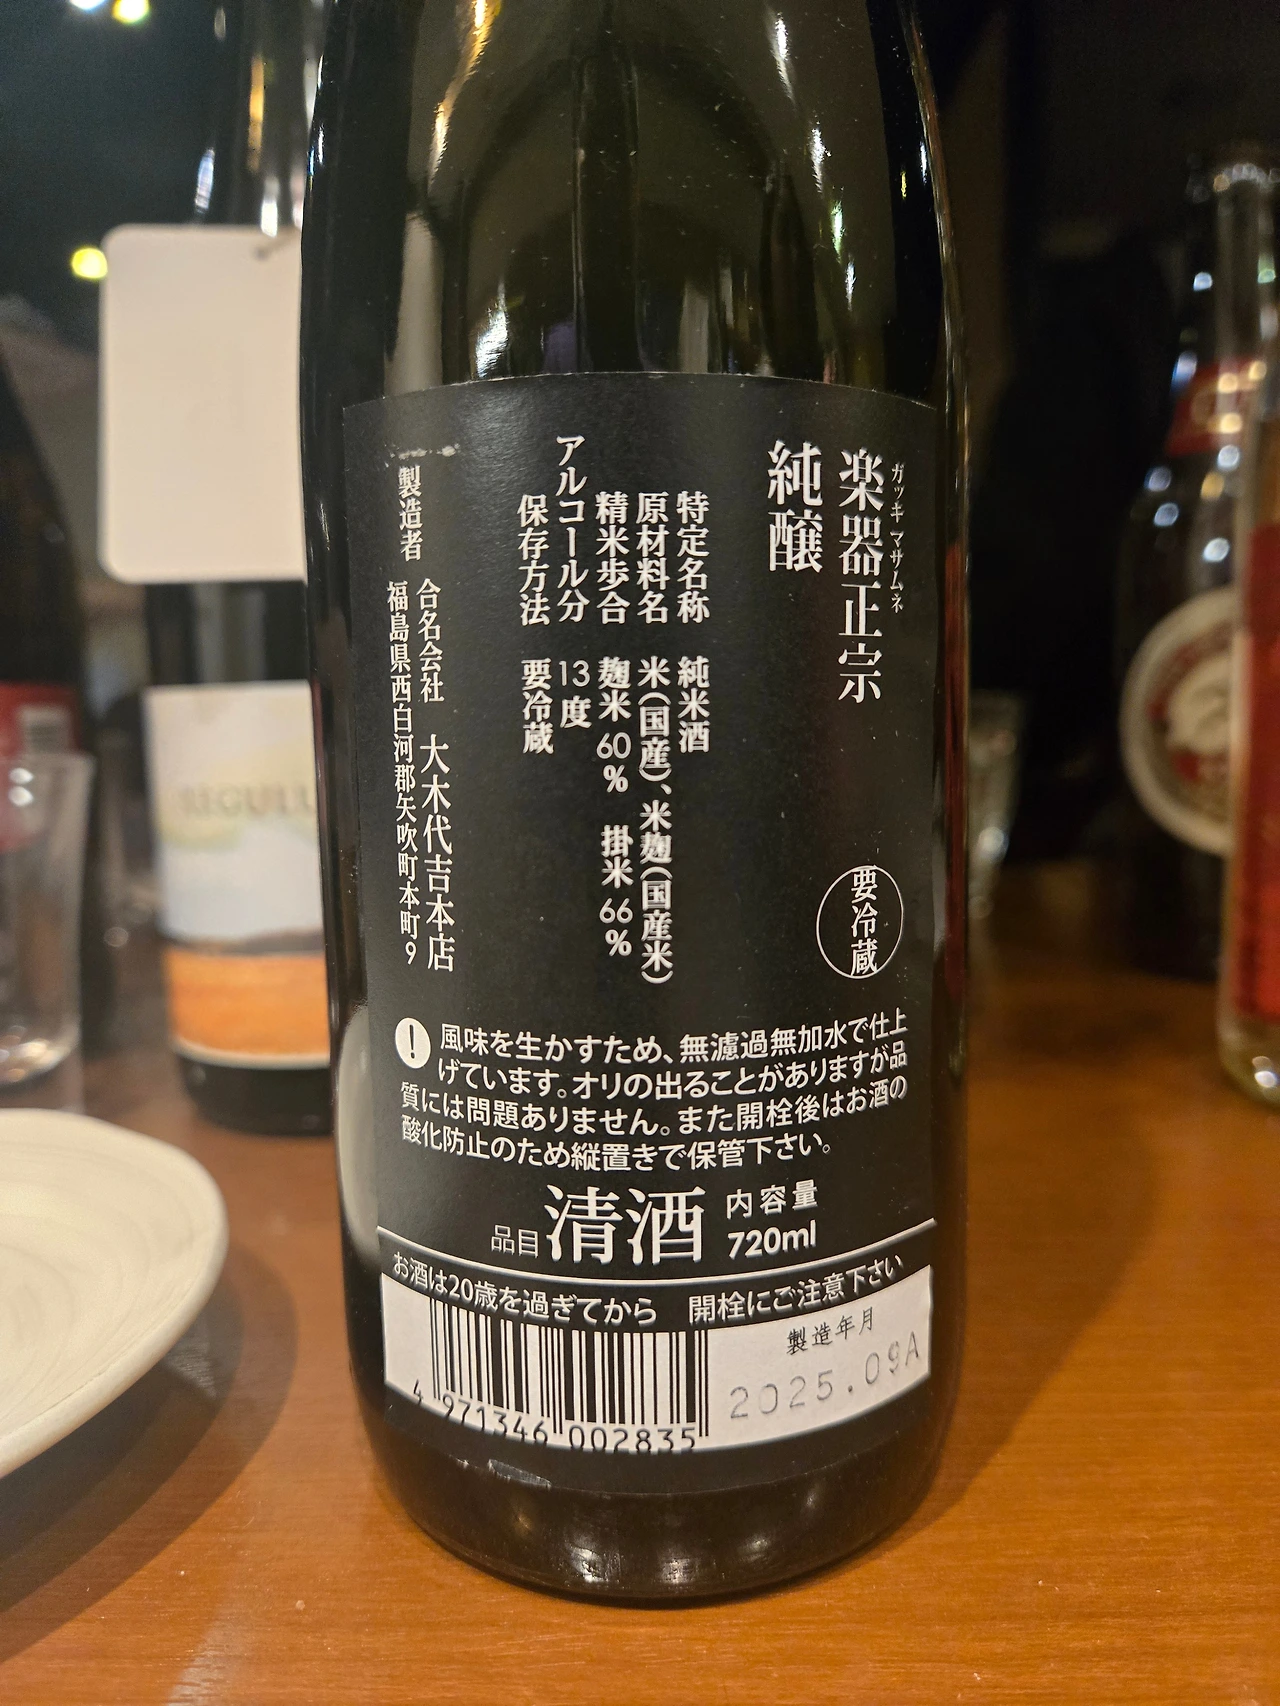 楽器正宗
ガッキマサムネ
純醸
要冷蔵
特定名称 純米酒
原材料名 米(国産)、米麹(国産米)
精米歩合 麹米60% 掛米66%
アルコール分 13度
保存方法 要冷蔵
製造者 合名会社 大木代吉本店
福島県西白河郡矢吹町本町9
! 風味を生かすため、無濾過無加水で仕上
げています。オリの出ることがありますが品
質には問題ありません。また開栓後はお酒の
酸化防止のため縦置きで保管下さい。
品目 清酒 内容量
720ml
お酒は20歳を過ぎてから 開栓にご注意下さい
製造年月
2025.09A
4 971346 002835
REGULU